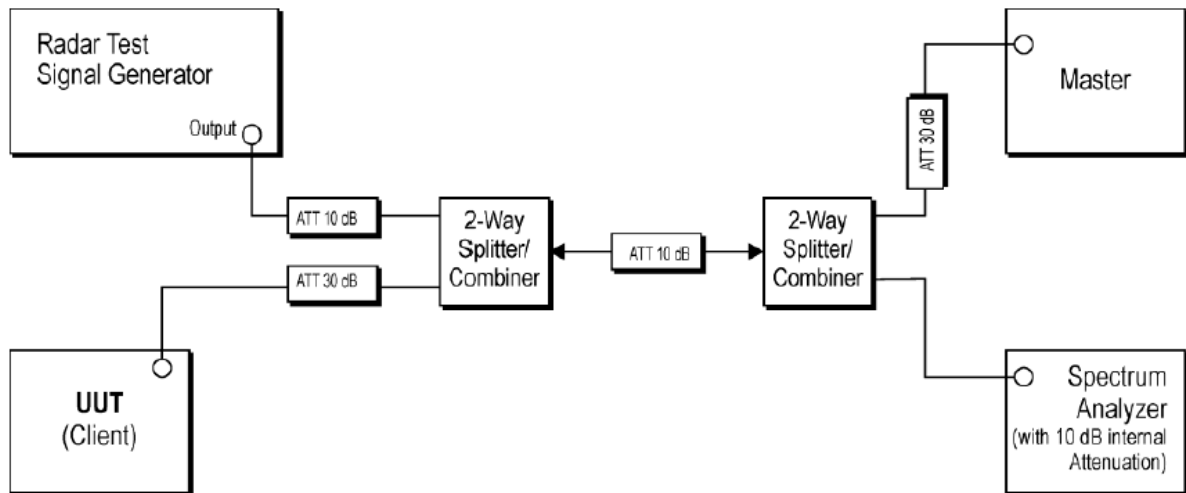 Radar Test
Signal Generator
Output
ATT 10 dB
2-Way
Splitter/
Combiner
ATT 30 dB
UUT
(Client)
ATT 10 dB
2-Way
Splitter/
Combiner
ATT 30 dB
Master
Spectrum
Analyzer
(with 10 dB internal
Attenuation)